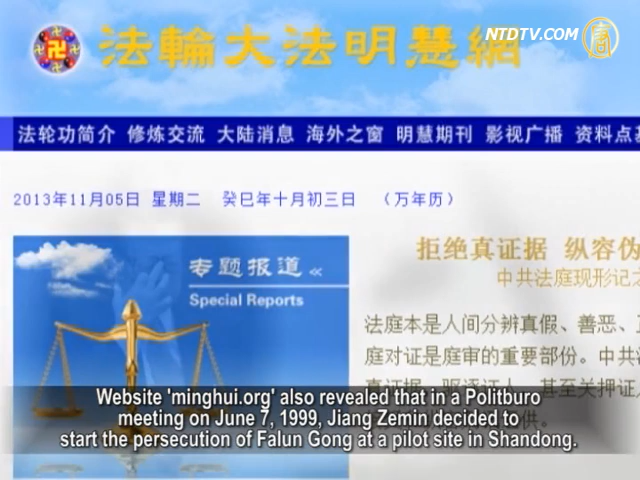 NTDTV.COM
法輪大法明慧網
法轮功简介 修炼交流 大陆消息 海外之窗 明慧期刊 影视广播 资料点
2013年11月05日 星期二 癸巳年十月初三日 （万年历）
专题报道
Special Reports
拒绝真证据 纵容伪
中共法庭现形记之
法庭本是人间分辨真假、善恶、
庭对证是庭审的重要部份。中共
Website 'minghui.org' also revealed that in a Politburo
meeting on June 7, 1999, Jiang Zemin decided to
start the persecution of Falun Gong at a pilot site in Shandong.